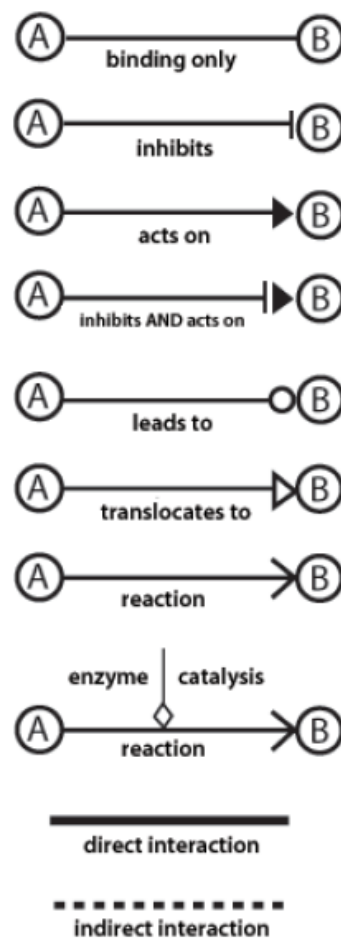 A B
binding only
A B
inhibits
A B
acts on
A B
inhibits AND acts on
A B
leads to
A B
translocates to
A B
reaction
enzyme catalysis
A B
reaction
direct interaction
indirect interaction